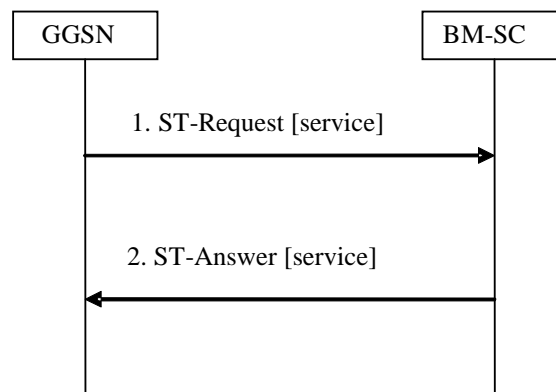 GGSN
BM-SC
1. ST-Request [service]
2. ST-Answer [service]